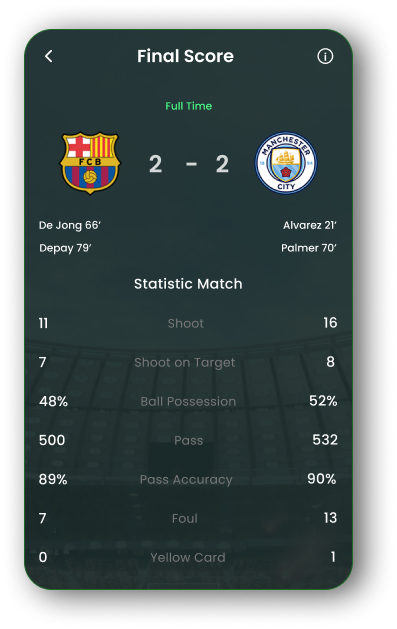 Final Score
Full Time
FCB
MANCHESTER
18 94
CITY
2 - 2
De Jong 66’ Alvarez 21’
Depay 79’ Palmer 70’
Statistic Match
11 Shoot 16
7 Shoot on Target 8
48% Ball Possession 52%
500 Pass 532
89% Pass Accuracy 90%
7 Foul 13
0 Yellow Card 1